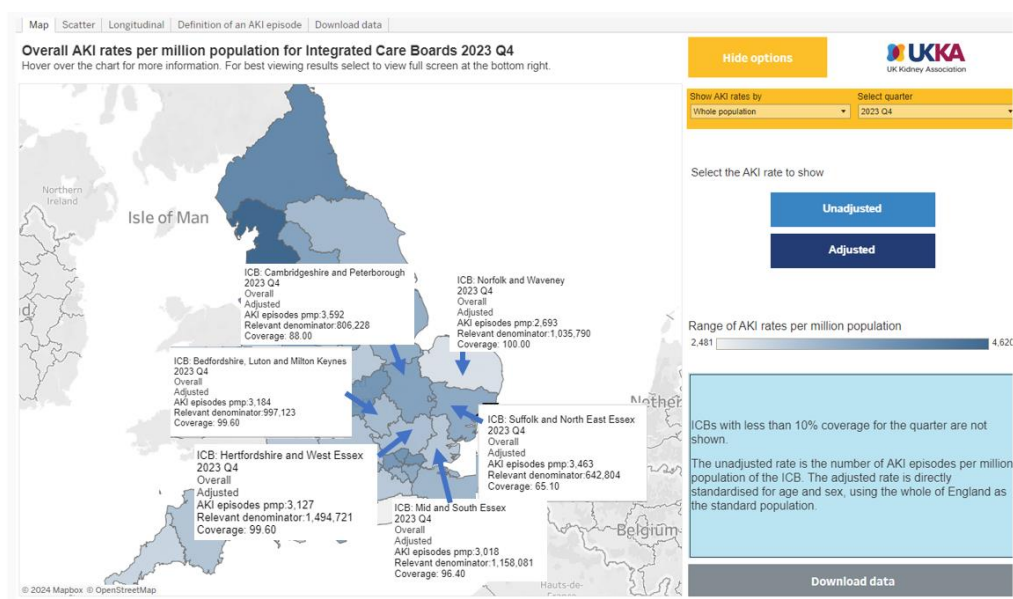 Map Scatter Longitudinal Definition of an AKI episode Download data
Overall AKI rates per million population for Integrated Care Boards 2023 Q4
Hover over the chart for more information. For best viewing results select to view full screen at the bottom right.
Hide options
UKKA
UK Kidney Association
Show AKI rates by
Select quarter
Whole population
2023 Q4
Select the AKI rate to show
Unadjusted
Adjusted
Range of AKI rates per million population
2,481
4,620
ICBs with less than 10% coverage for the quarter are not
shown.
The unadjusted rate is the number of AKI episodes per million
population of the ICB. The adjusted rate is directly
standardised for age and sex, using the whole of England as
the standard population.
Download data
Northern
Ireland
Isle of Man
ICB: Cambridgeshire and Peterborough
2023 Q4
Overall
Adjusted
AKI episodes pmp:3,592
Relevant denominator:806,228
Coverage: 88.00
ICB: Norfolk and Waveney
2023 Q4
Overall
Adjusted
AKI episodes pmp:2,693
Relevant denominator:1,035,790
Coverage: 100.00
ICB: Bedfordshire, Luton and Milton Keynes
2023 Q4
Overall
Adjusted
AKI episodes pmp:3,184
Relevant denominator:997,123
Coverage: 99.60
ICB: Suffolk and North East Essex
2023 Q4
Overall
Adjusted
AKI episodes pmp:3,463
Relevant denominator:642,804
Coverage: 65.10
ICB: Hertfordshire and West Essex
2023 Q4
Overall
Adjusted
AKI episodes pmp:3,127
Relevant denominator:1,494,721
Coverage: 99.60
ICB: Mid and South Essex
2023 Q4
Overall
Adjusted
AKI episodes pmp:3,018
Relevant denominator:1,158,081
Coverage: 96.40
Nether
Belgium
Hauts-de-
© 2024 Mapbox © OpenStreetMap